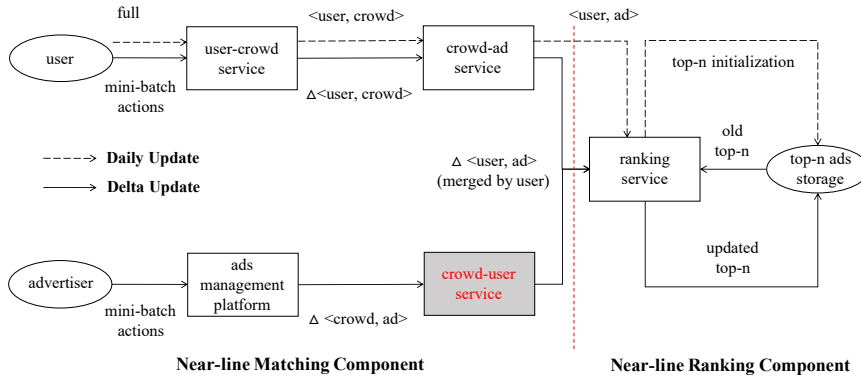 full
<user, crowd>
<user, ad>
user
user-crowd
service
crowd-ad
service
mini-batch
actions
△<user, crowd>
top-n initialization
Daily Update
Delta Update
△ <user, ad>
(merged by user)
ranking
service
old
top-n
top-n ads
storage
updated
top-n
advertiser
ads
management
platform
crowd-user
service
mini-batch
actions
△ <crowd, ad>
Near-line Matching Component
Near-line Ranking Component